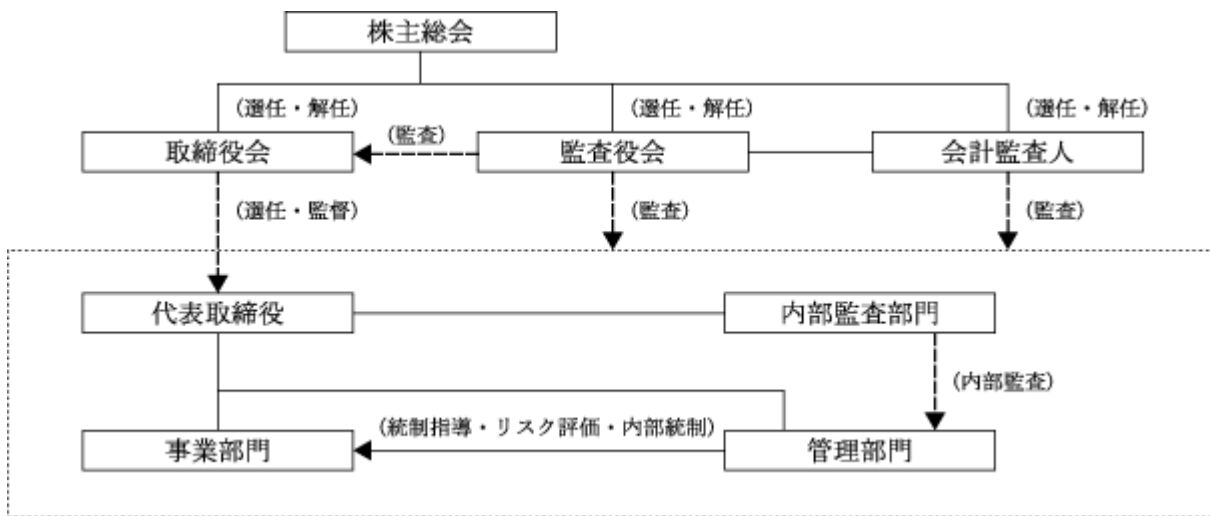 株主総会
(選任・解任)
(選任・解任)
(選任・解任)
取締役会
(監査)
監査役会
会計監査人
(選任・監督)
(監査)
(監査)
代表取締役
内部監査部門
(内部監査)
(統制指導・リスク評価・内部統制)
事業部門
管理部門